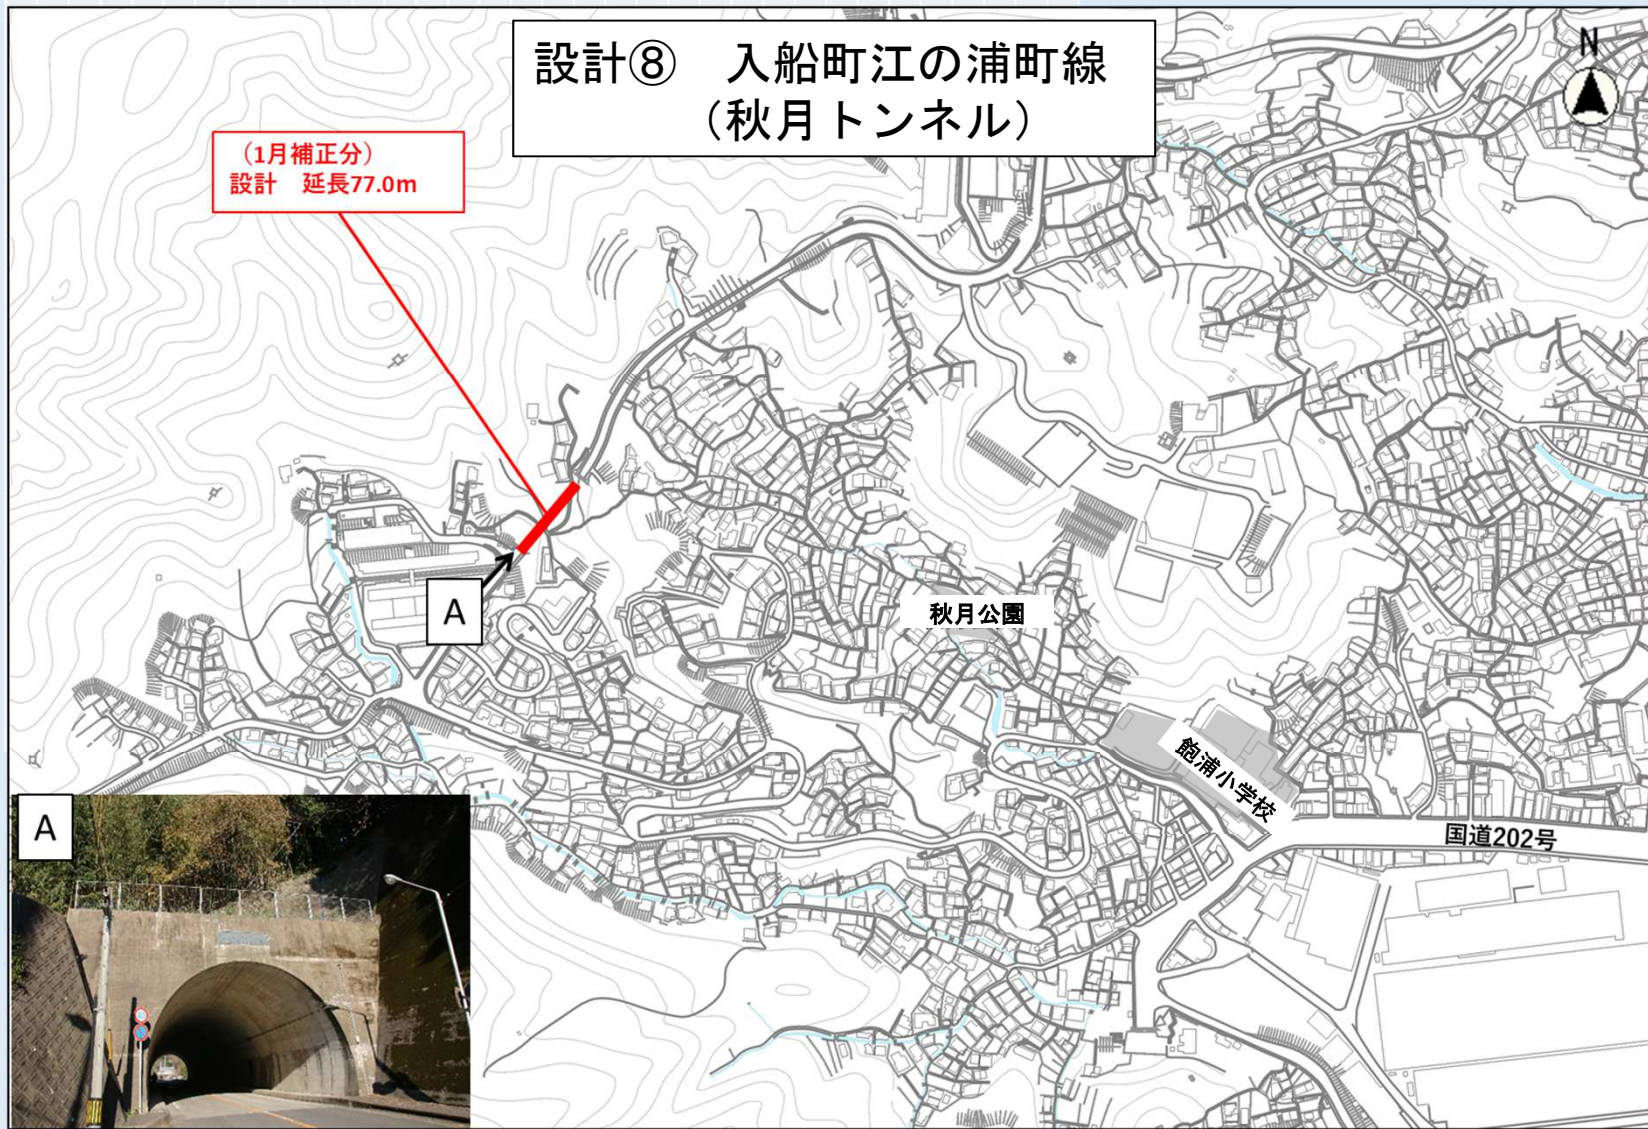 設計⑧　入船町江の浦町線
（秋月トンネル）
N
（1月補正分）
設計　延長77.0m
A
秋月公園
飽浦小学校
国道202号
A